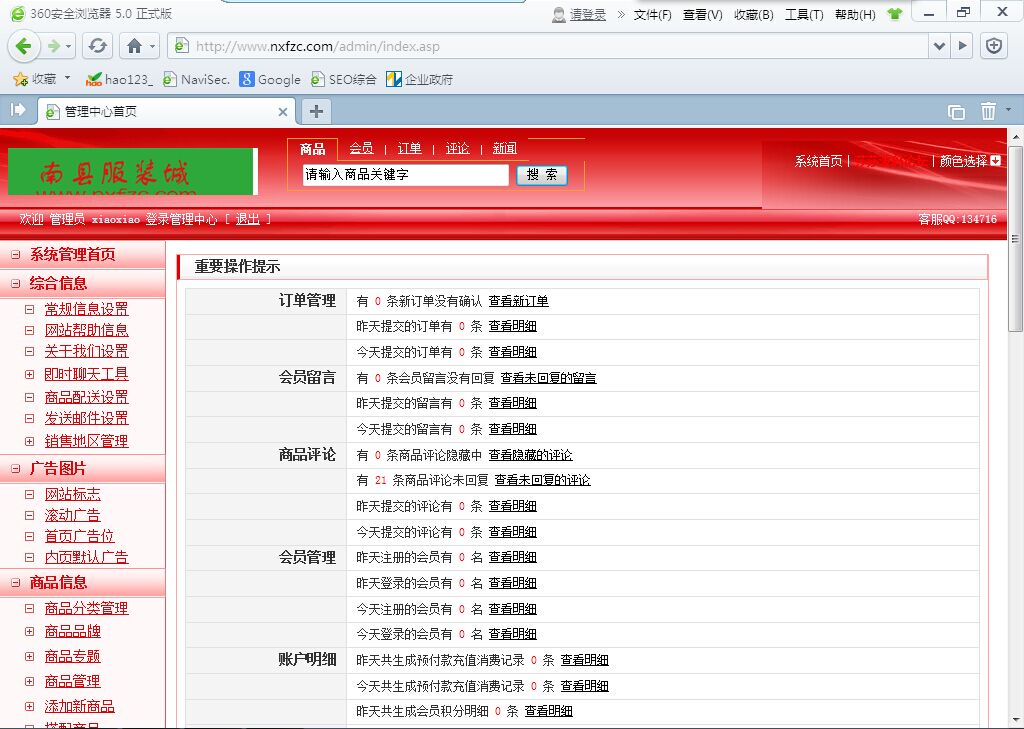 360安全浏览器 5.0 正式版
请登录 » 文件(F) 查看(V) 收藏(B) 工具(T) 帮助(H)
http://www.nxfzc.com/admin/index.asp
收藏 hao123_ NaviSec. Google SEO综合 企业政府
管理中心首页
商品 会员 | 订单 | 评论 | 新闻
南县服装城
www.nxfzc.com
请输入商品关键字 搜 索
系统首页 | | 颜色选择
欢迎 管理员 xiaoxiao 登录管理中心 [ 退出 ]
客服QQ:134716
系统管理首页
综合信息
常规信息设置
网站帮助信息
关于我们设置
即时聊天工具
商品配送设置
发送邮件设置
销售地区管理
广告图片
网站标志
滚动广告
首页广告位
内页默认广告
商品信息
商品分类管理
商品品牌
商品专题
商品管理
添加新商品
搭配商品
重要操作提示
订单管理 有 0 条新订单没有确认 查看新订单
昨天提交的订单有 0 条 查看明细
今天提交的订单有 0 条 查看明细
会员留言 有 0 条会员留言没有回复 查看未回复的留言
昨天提交的留言有 0 条 查看明细
今天提交的留言有 0 条 查看明细
商品评论 有 0 条商品评论隐藏中 查看隐藏的评论
有 21 条商品评论未回复 查看未回复的评论
昨天提交的评论有 0 条 查看明细
今天提交的评论有 0 条 查看明细
会员管理 昨天注册的会员有 0 名 查看明细
昨天登录的会员有 0 名 查看明细
今天注册的会员有 0 名 查看明细
今天登录的会员有 0 名 查看明细
账户明细 昨天共生成预付款充值消费记录 0 条 查看明细
今天共生成预付款充值消费记录 0 条 查看明细
昨天共生成会员积分明细 0 条 查看明细